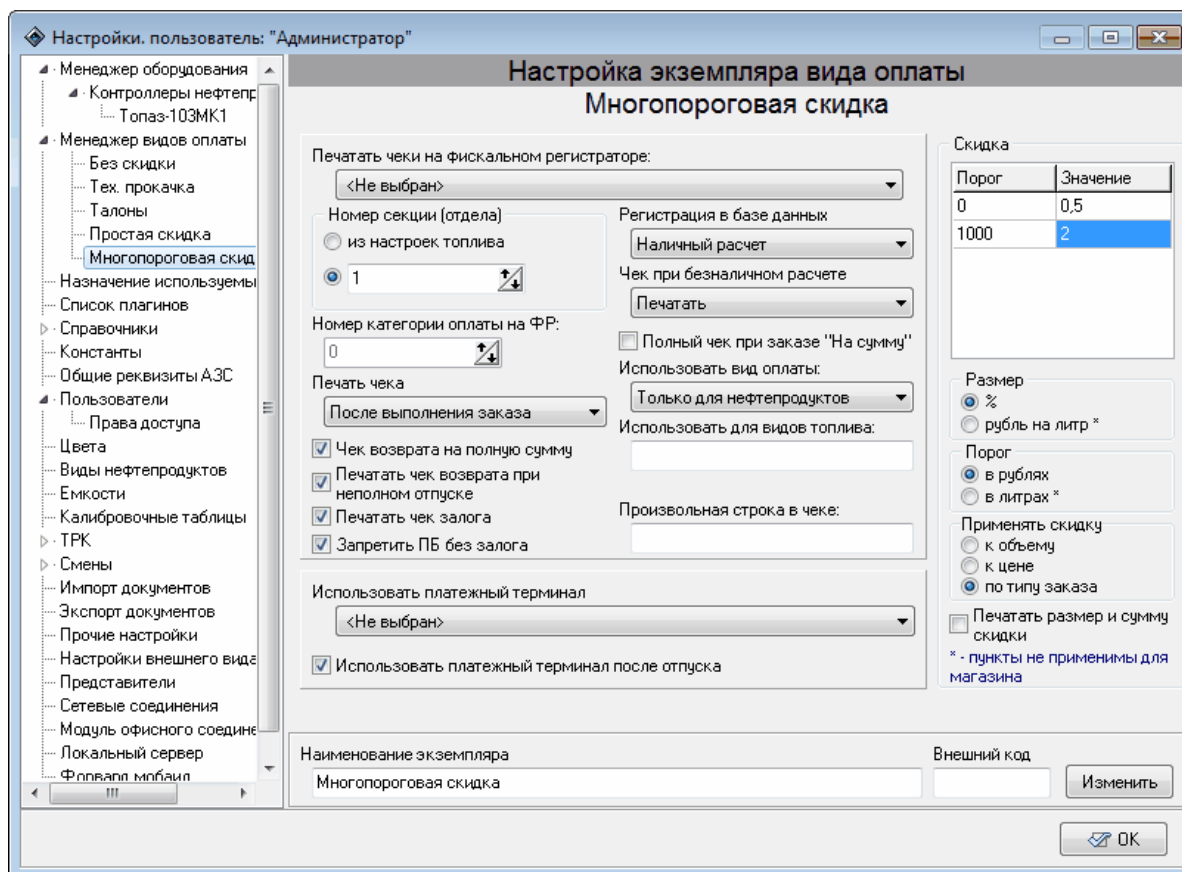 Настройки. пользователь: "Администратор"
Менеджер оборудования
Контроллеры нефтепр
Топаз-103МК1
Менеджер видов оплаты
Без скидки
Тех. прокачка
Талоны
Простая скидка
Многопороговая скид
Назначение используемы
Список плагинов
Справочники
Константы
Общие реквизиты АЗС
Пользователи
Права доступа
Цвета
Виды нефтепродуктов
Емкости
Калибровочные таблицы
ТРК
Смены
Импорт документов
Экспорт документов
Прочие настройки
Настройки внешнего вида
Представители
Сетевые соединения
Модуль офисного соедине
Локальный сервер
Форвард мобайл
Настройка экземпляра вида оплаты
Многопороговая скидка
Печатать чеки на фискальном регистраторе:
<Не выбран>
Номер секции (отдела)
из настроек топлива
1
Номер категории оплаты на ФР:
0
Печать чека
После выполнения заказа
Чек возврата на полную сумму
Печатать чек возврата при
неполном отпуске
Печатать чек залога
Запретить ПБ без залога
Регистрация в базе данных
Наличный расчет
Чек при безналичном расчете
Печатать
Полный чек при заказе "На сумму"
Использовать вид оплаты:
Только для нефтепродуктов
Использовать для видов топлива:
Произвольная строка в чеке:
Использовать платежный терминал
<Не выбран>
Использовать платежный терминал после отпуска
Скидка
Порог Значение
0 0,5
1000 2
Размер
%
рубль на литр *
Порог
в рублях
в литрах *
Применять скидку
к объему
к цене
по типу заказа
Печатать размер и сумму
скидки
* - пункты не применимы для
магазина
Наименование экземпляра
Многопороговая скидка
Внешний код
Изменить
OK